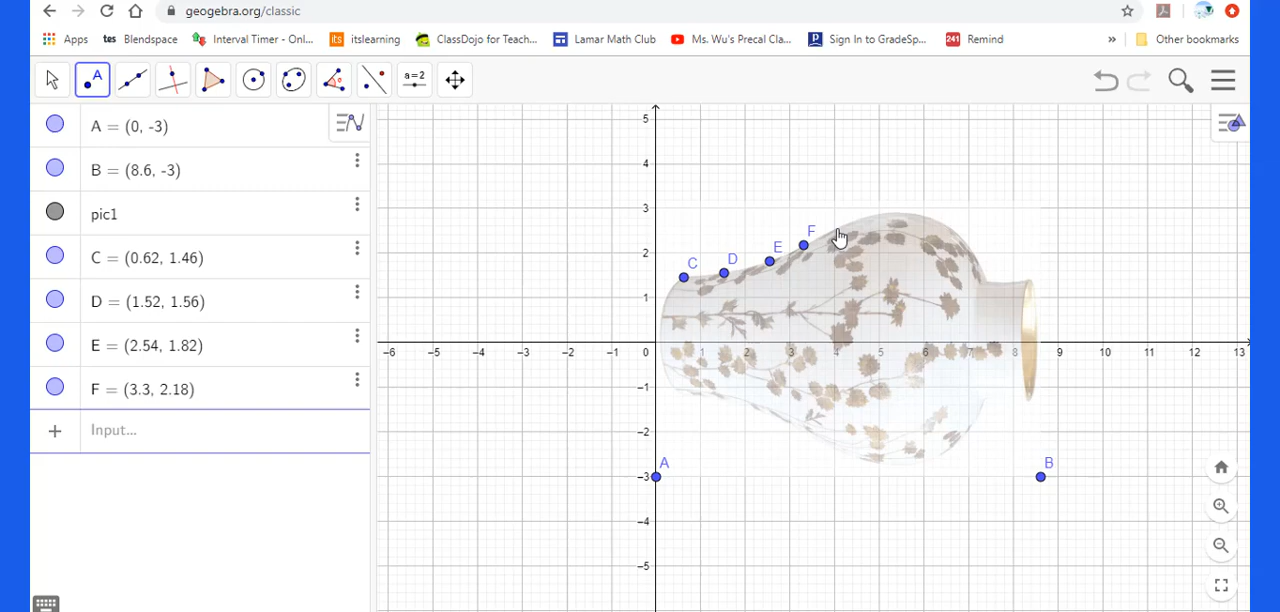 geogebra.org/classic
Apps tes Blendspace Interval Timer - Onl... its itslearning ClassDojo for Teach... Lamar Math Club Ms. Wu's Precal Cla... P Sign In to GradeSp... 241 Remind » Other bookmarks
A a=2
A = (0, -3)
B = (8.6, -3)
pic1
C = (0.62, 1.46)
D = (1.52, 1.56)
E = (2.54, 1.82)
F = (3.3, 2.18)
+ Input...
5
4
3
2
1
−6 −5 −4 −3 −2 −1 0 1 2 3 4 5 6 7 8 9 10 11 12 13
−1
−2
−3
−4
−5
C D E F
A B